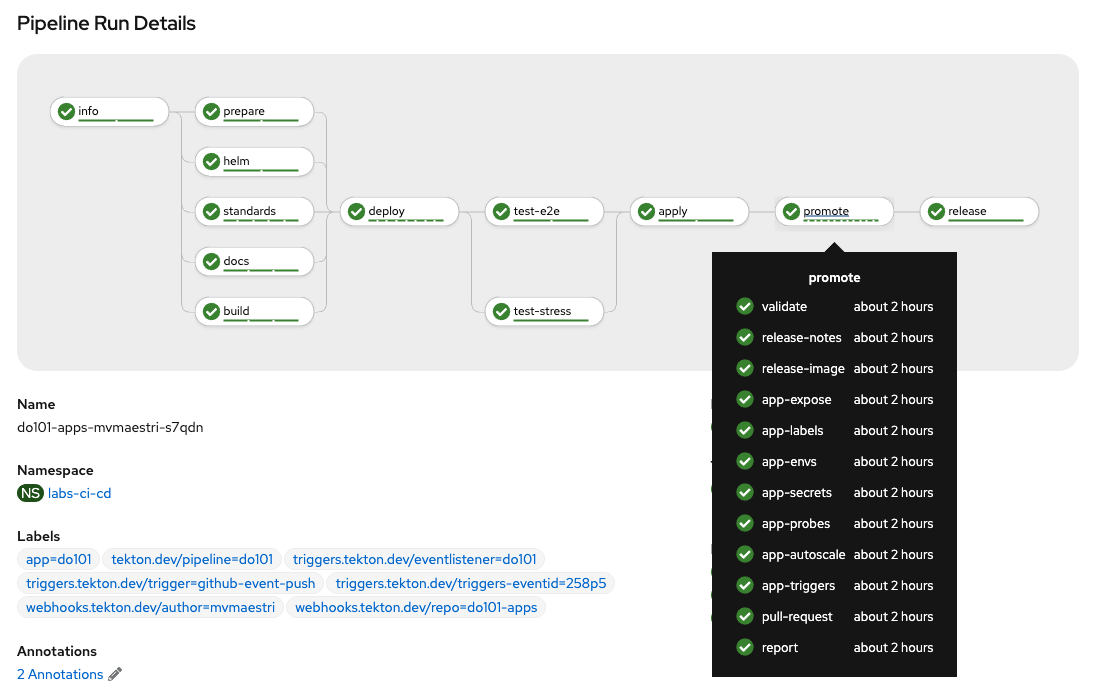 Pipeline Run Details
info
prepare
helm
standards
docs
build
deploy
test-e2e
test-stress
apply
promote
release
promote
validate about 2 hours
release-notes about 2 hours
release-image about 2 hours
app-expose about 2 hours
app-labels about 2 hours
app-envs about 2 hours
app-secrets about 2 hours
app-probes about 2 hours
app-autoscale about 2 hours
app-triggers about 2 hours
pull-request about 2 hours
report about 2 hours
Name
do101-apps-mvmaestri-s7qdn
Namespace
NS labs-ci-cd
Labels
app=do101 tekton.dev/pipeline=do101 triggers.tekton.dev/eventlistener=do101
triggers.tekton.dev/trigger=github-event-push triggers.tekton.dev/triggers-eventid=258p5
webhooks.tekton.dev/author=mvmaestri webhooks.tekton.dev/repo=do101-apps
Annotations
2 Annotations